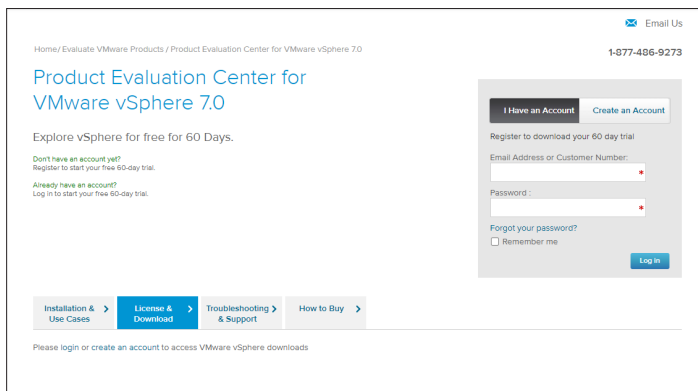 Email Us
Home/ Evaluate VMware Products / Product Evaluation Center for VMware vSphere 7.0
1-877-486-9273
Product Evaluation Center for
VMware vSphere 7.0
Explore vSphere for free for 60 Days.
Don't have an account yet?
Register to start your free 60-day trial.
Already have an account?
Log in to start your free 60-day trial.
I Have an Account
Create an Account
Register to download your 60 day trial
Email Address or Customer Number:
*
Password :
*
Forgot your password?
Remember me
Log In
Installation &
Use Cases
License &
Download
Troubleshooting
& Support
How to Buy
Please login or create an account to access VMware vSphere downloads